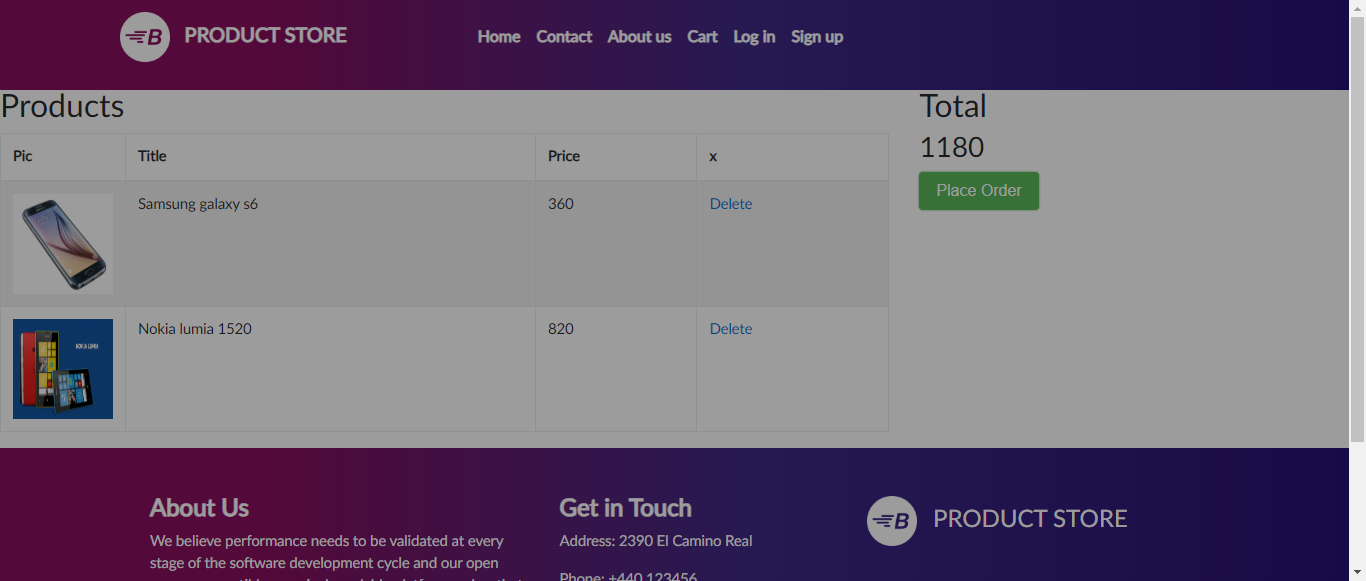 B PRODUCT STORE
Home Contact About us Cart Log in Sign up
Products
Total
1180
Place Order
Pic Title Price x
Samsung galaxy s6 360 Delete
NOKIA LUMIA
Nokia lumia 1520 820 Delete
About Us
We believe performance needs to be validated at every
stage of the software development cycle and our open
Get in Touch
Address: 2390 El Camino Real
Phone: +440 123456
B PRODUCT STORE